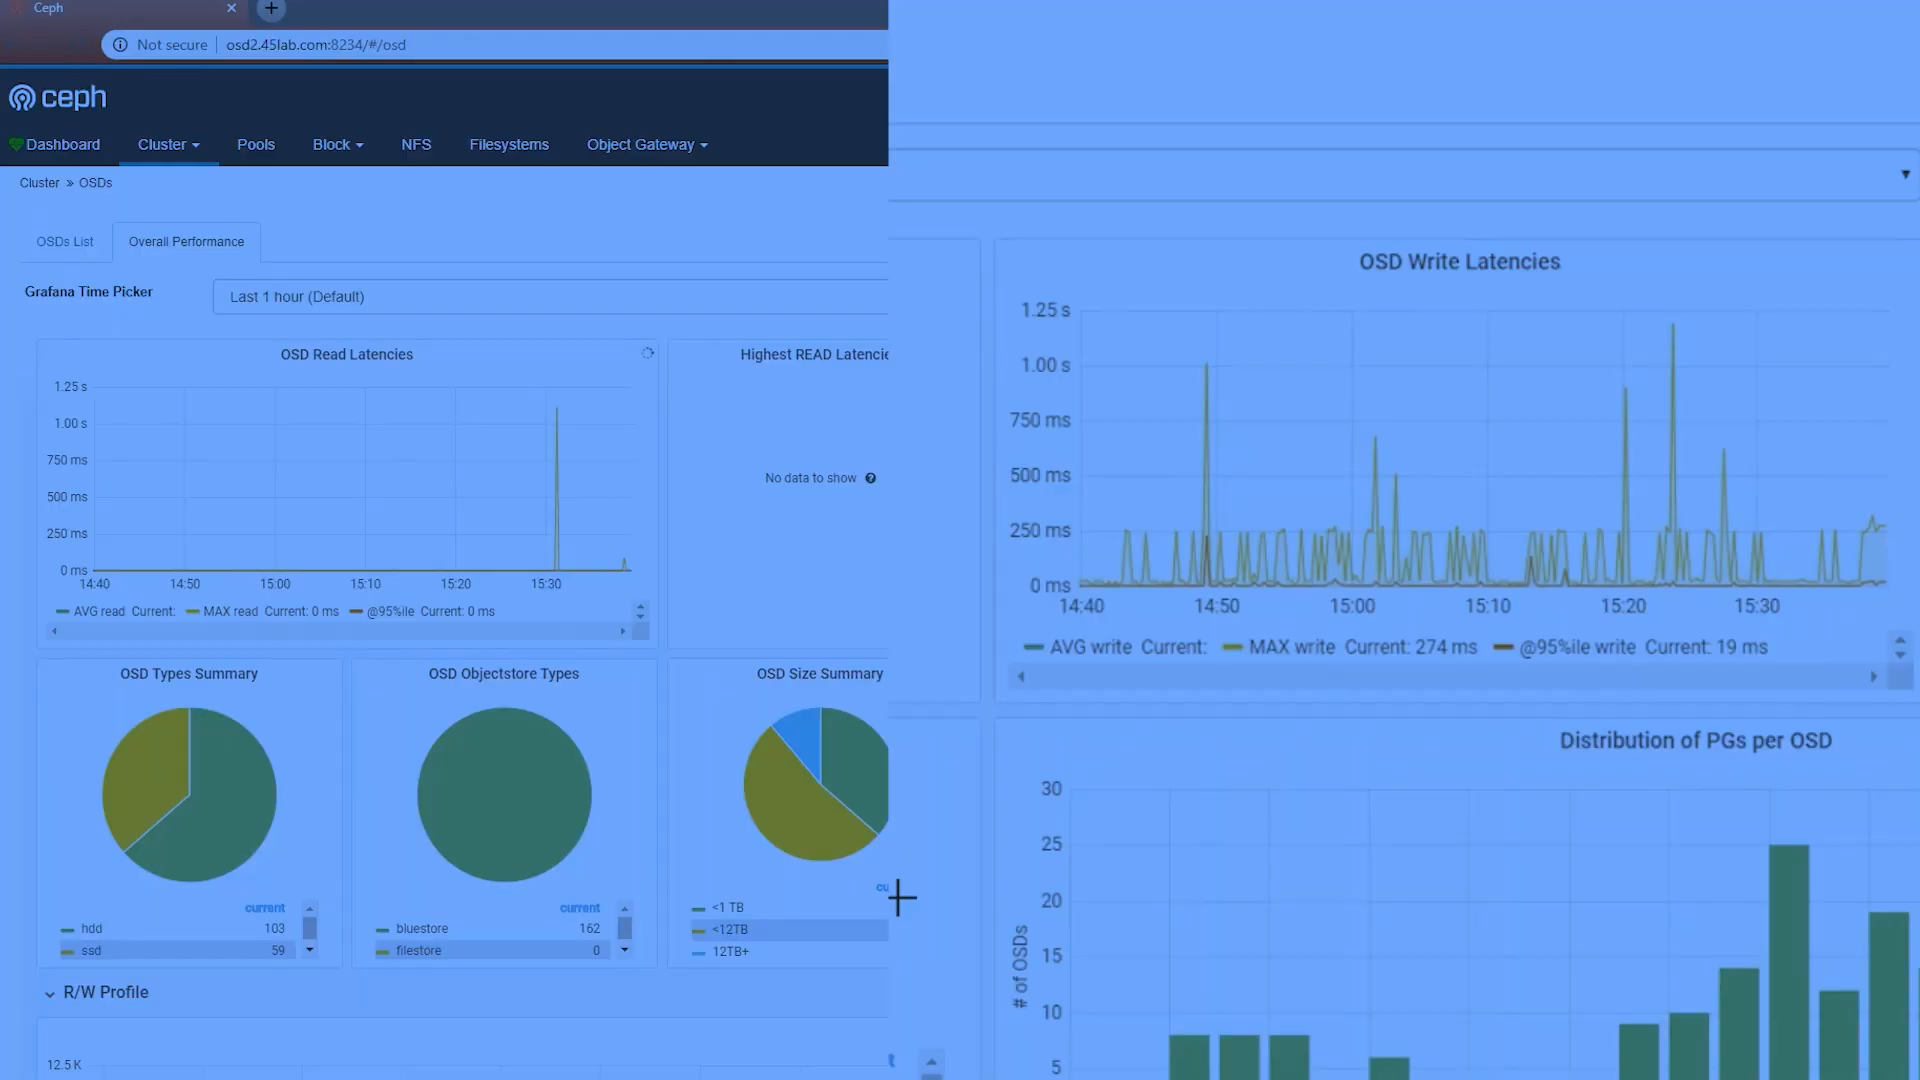 Ceph
Not secure osd2.45lab.com:8234/#/osd
ceph
Dashboard Cluster Pools Block NFS Filesystems Object Gateway
Cluster » OSDs
OSDs List Overall Performance
Grafana Time Picker Last 1 hour (Default)
OSD Read Latencies
1.25 s
1.00 s
750 ms
500 ms
250 ms
0 ms
14:40 14:50 15:00 15:10 15:20 15:30
AVG read Current: MAX read Current: 0 ms @95%ile Current: 0 ms
Highest READ Latencie
No data to show
OSD Write Latencies
1.25 s
1.00 s
750 ms
500 ms
250 ms
0 ms
14:40 14:50 15:00 15:10 15:20 15:30
AVG write Current: MAX write Current: 274 ms @95%ile write Current: 19 ms
OSD Types Summary
current
hdd 103
ssd 59
OSD Objectstore Types
current
bluestore 162
filestore 0
OSD Size Summary
cu
<1 TB
<12TB
12TB+
Distribution of PGs per OSD
30
25
20
15
10
5
# of OSDs
R/W Profile
12.5 K